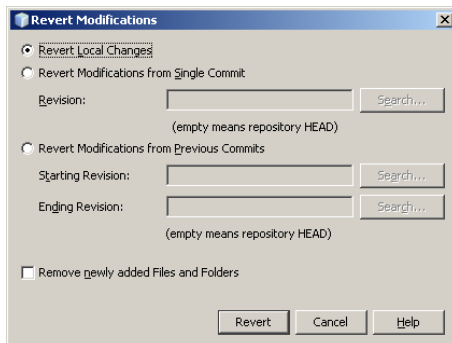 Revert Modifications
Revert Local Changes
Revert Modifications from Single Commit
Revision: Search...
(empty means repository HEAD)
Revert Modifications from Previous Commits
Starting Revision: Search...
Ending Revision: Search...
(empty means repository HEAD)
Remove newly added Files and Folders
Revert Cancel Help